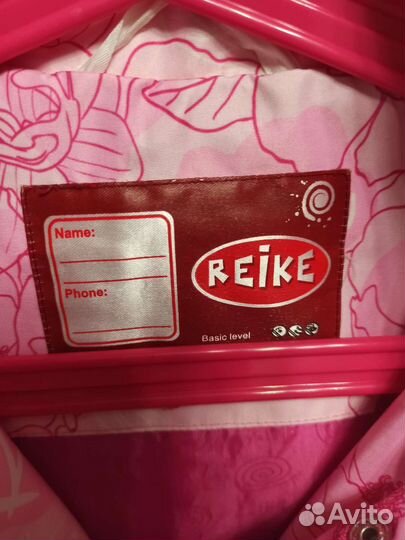 Name:
REiKE
Phone:
Basic level
Avito